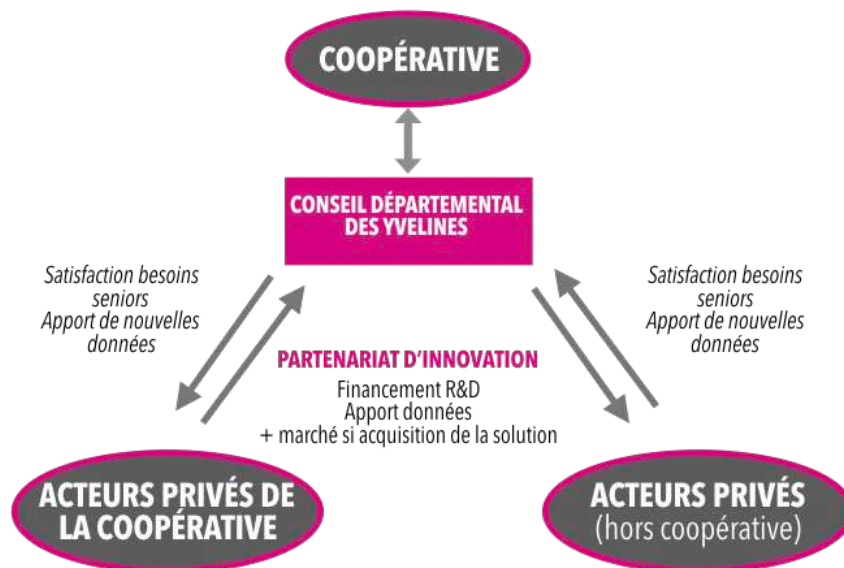 COOPÉRATIVE
CONSEIL DÉPARTEMENTAL
DES YVELINES
Satisfaction besoins
seniors
Apport de nouvelles
données
Satisfaction besoins
seniors
Apport de nouvelles
données
PARTENARIAT D'INNOVATION
Financement R&D
Apport données
+ marché si acquisition de la solution
ACTEURS PRIVÉS DE
LA COOPÉRATIVE
ACTEURS PRIVÉS
(hors coopérative)